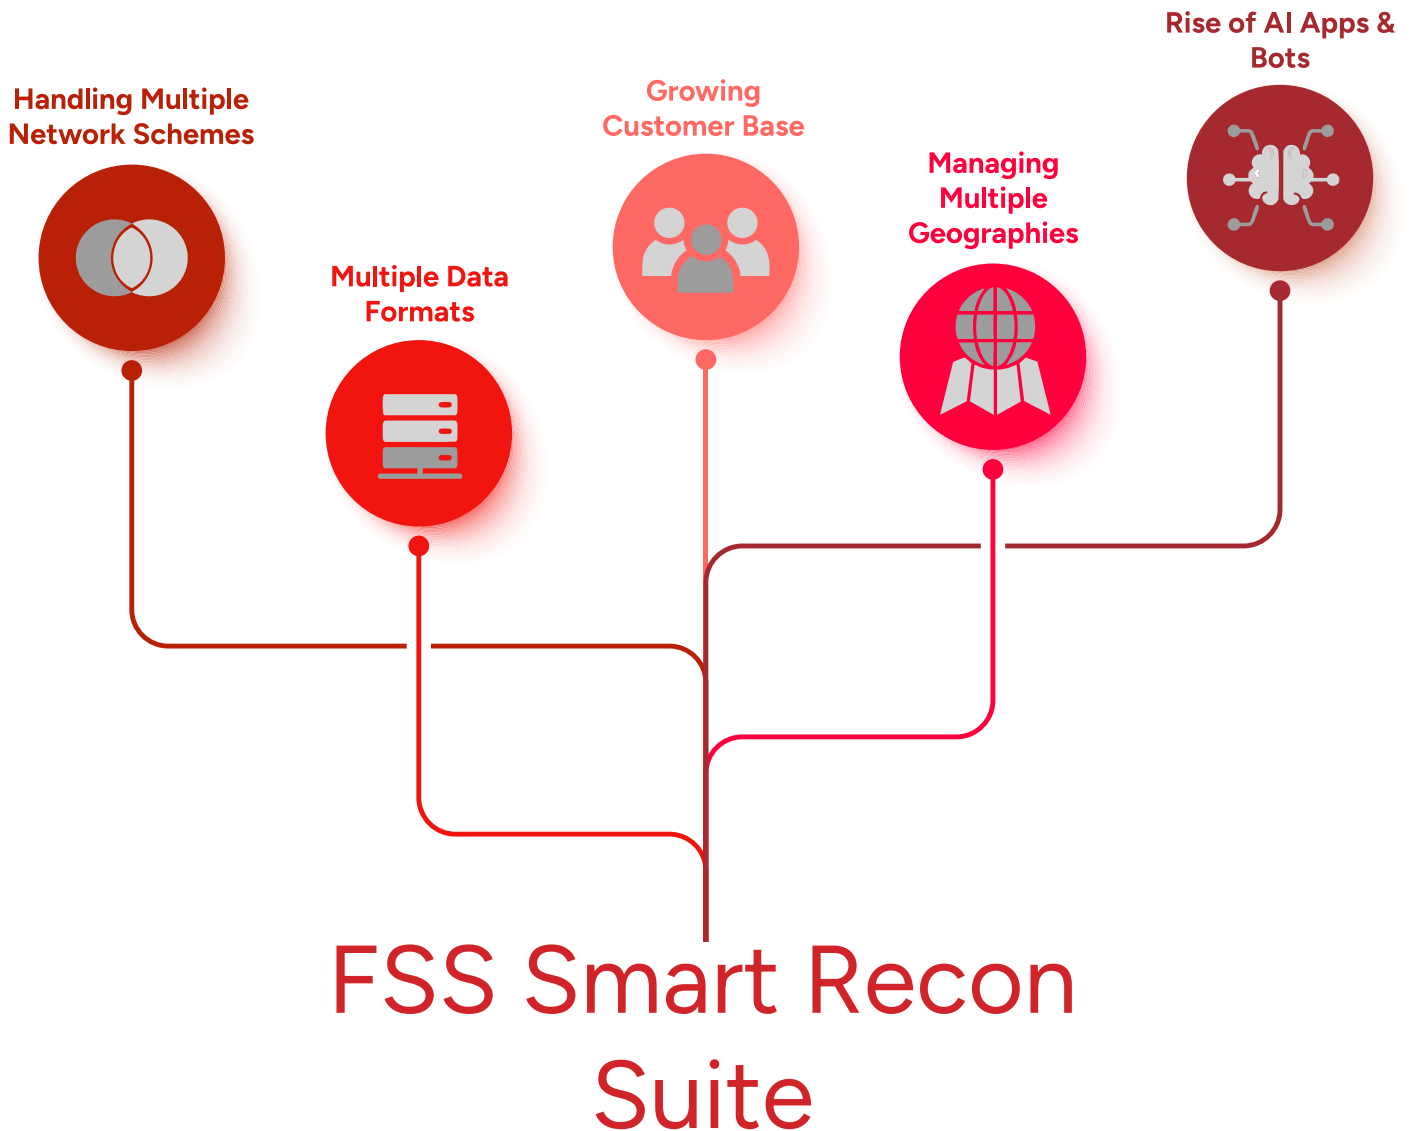 Handling Multiple
Network Schemes
Multiple Data
Formats
Growing
Customer Base
Managing
Multiple
Geographies
Rise of AI Apps &
Bots
FSS Smart Recon
Suite